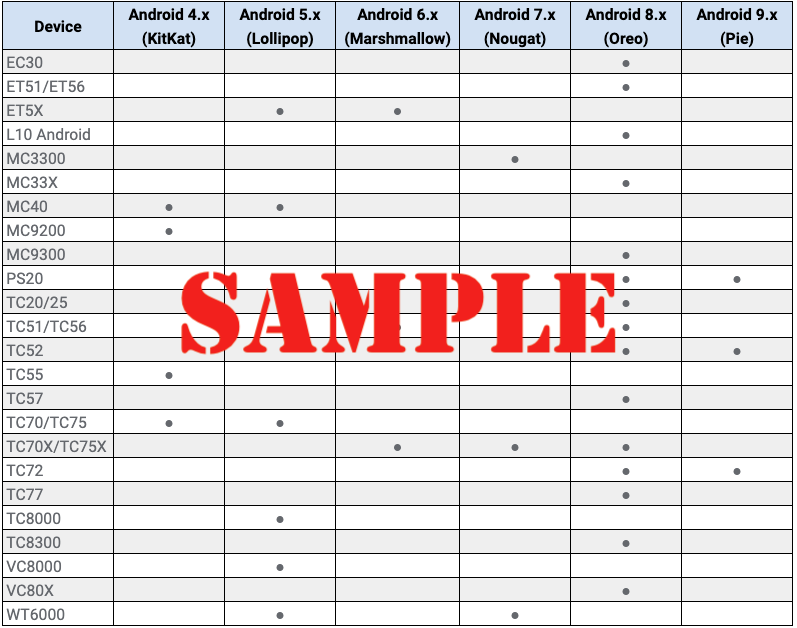 Device Android 4.x (KitKat) Android 5.x (Lollipop) Android 6.x (Marshmallow) Android 7.x (Nougat) Android 8.x (Oreo) Android 9.x (Pie)
EC30 ●
ET51/ET56 ●
ET5X ● ●
L10 Android ●
MC3300 ●
MC33X ●
MC40 ● ●
MC9200 ●
MC9300 ●
PS20 ● ●
TC20/25 ●
TC51/TC56 ● ●
TC52 ● ●
TC55 ●
TC57 ●
TC70/TC75 ● ●
TC70X/TC75X ● ● ●
TC72 ● ●
TC77 ●
TC8000 ●
TC8300 ●
VC8000 ●
VC80X ●
WT6000 ● ●
SAMPLE